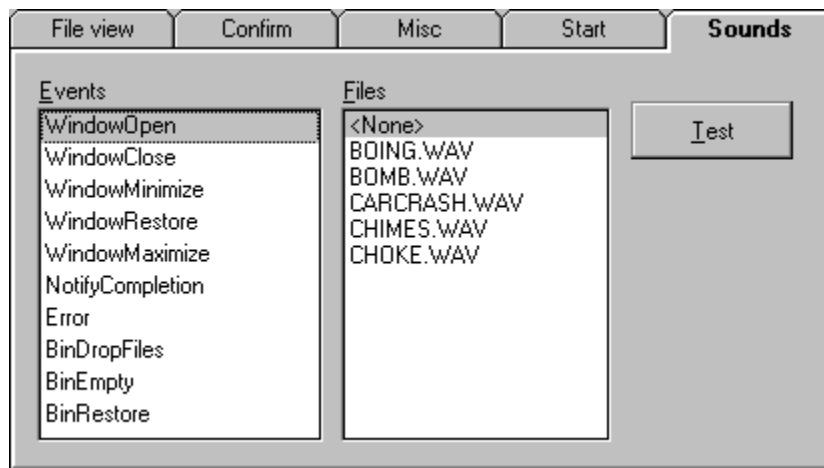 File view Confirm Misc Start Sounds
Events
WindowOpen
WindowClose
WindowMinimize
WindowRestore
WindowMaximize
NotifyCompletion
Error
BinDropFiles
BinEmpty
BinRestore
Files
<None>
BOING.WAV
BOMB.WAV
CARCRASH.WAV
CHIMES.WAV
CHOKE.WAV
Test